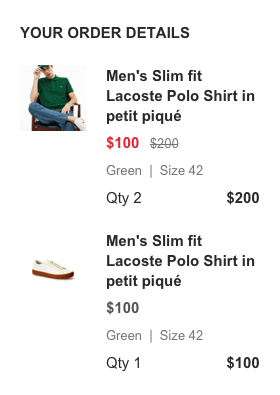 YOUR ORDER DETAILS
Men's Slim fit
Lacoste Polo Shirt in
petit piqué
$100 $200
Green | Size 42
Qty 2 $200
Men's Slim fit
Lacoste Polo Shirt in
petit piqué
$100
Green | Size 42
Qty 1 $100